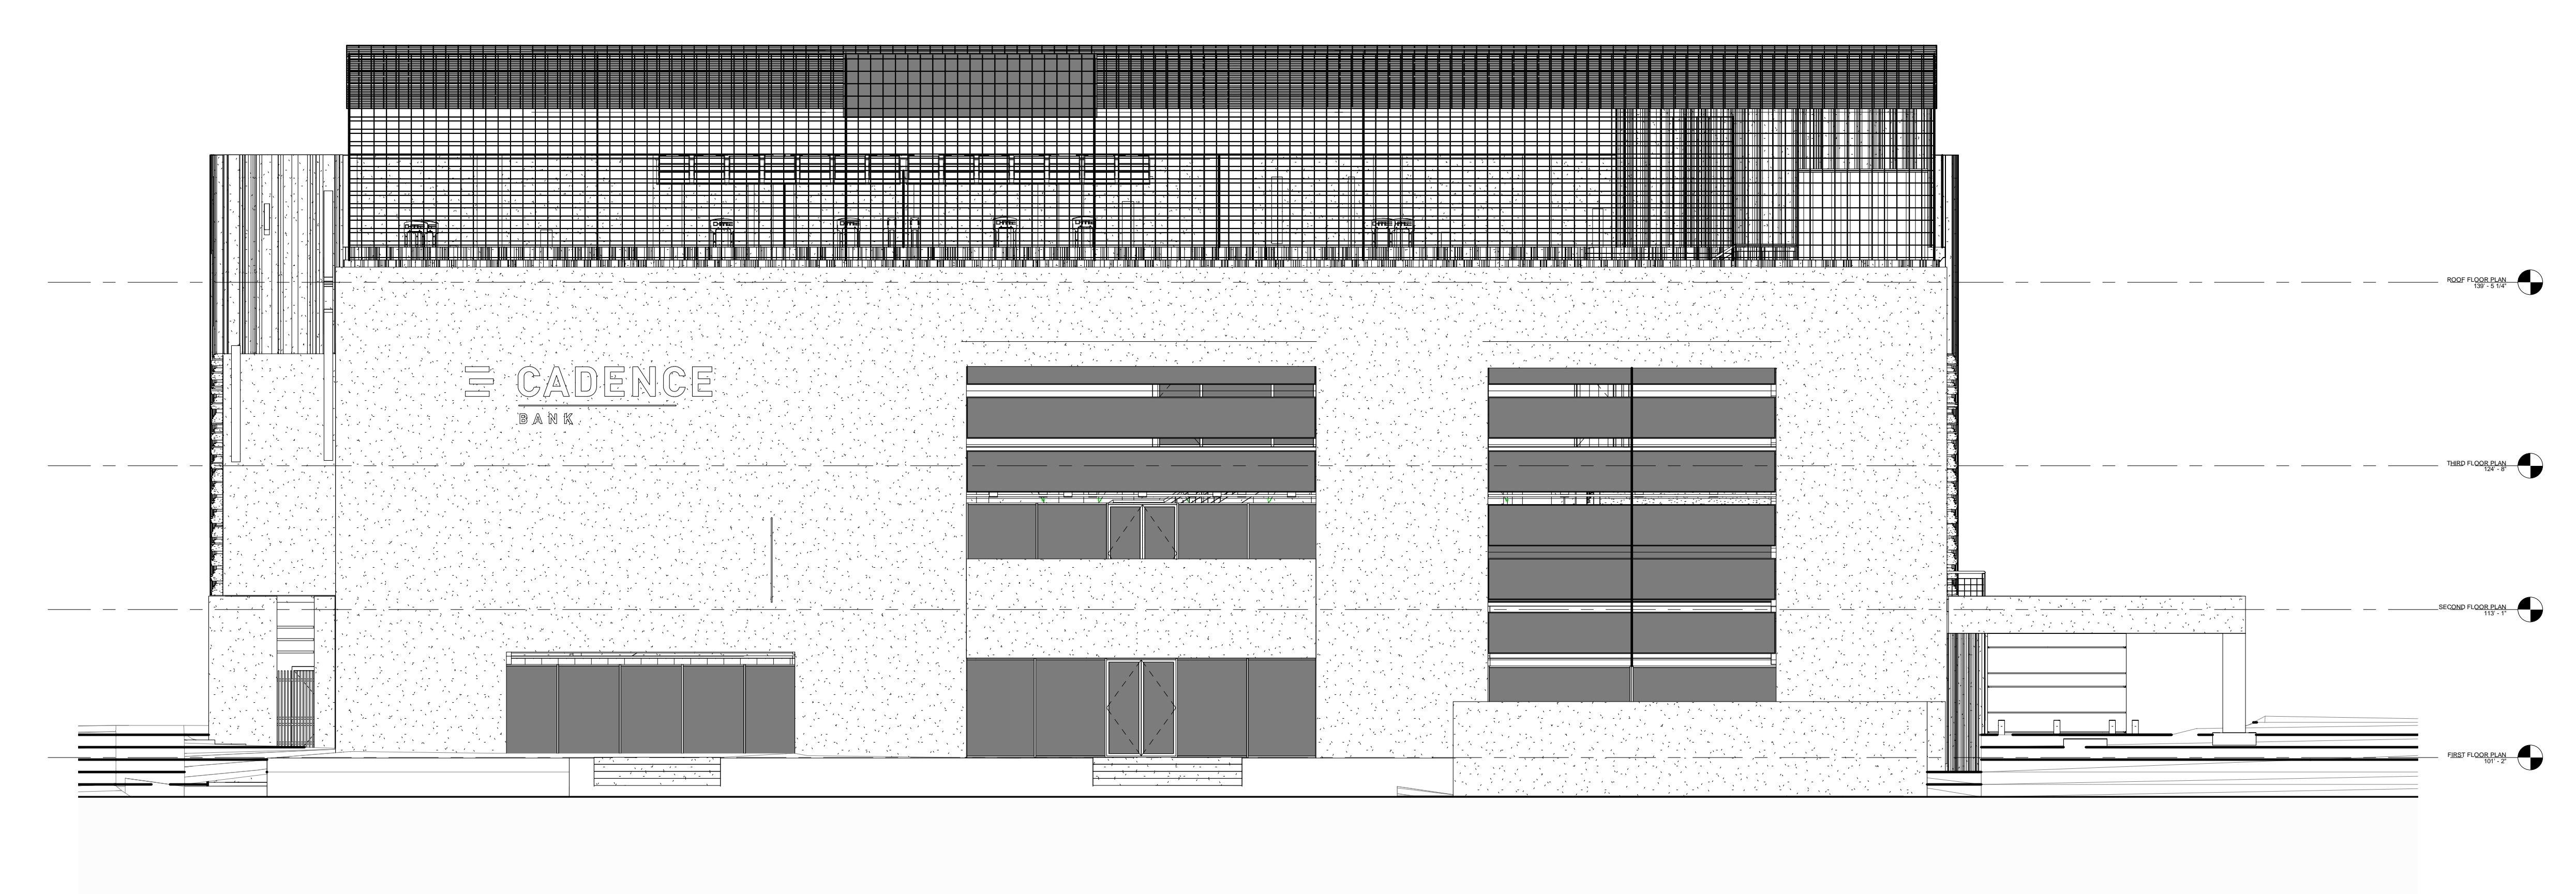 ROOF FLOOR PLAN
139' - 5 1/4"
CADENCE
BANK
THIRD FLOOR PLAN
124' - 8"
SECOND FLOOR PLAN
113' - 1"
FIRST FLOOR PLAN
101' - 2"